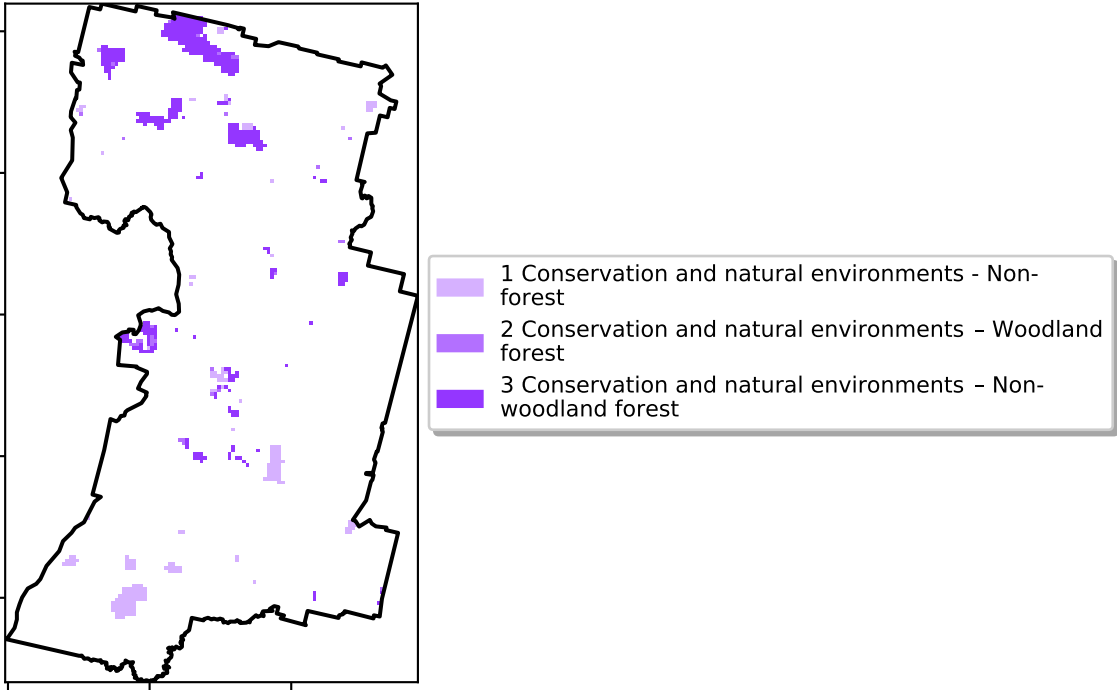 1 Conservation and natural environments - Non-
forest
2 Conservation and natural environments – Woodland
forest
3 Conservation and natural environments – Non-
woodland forest